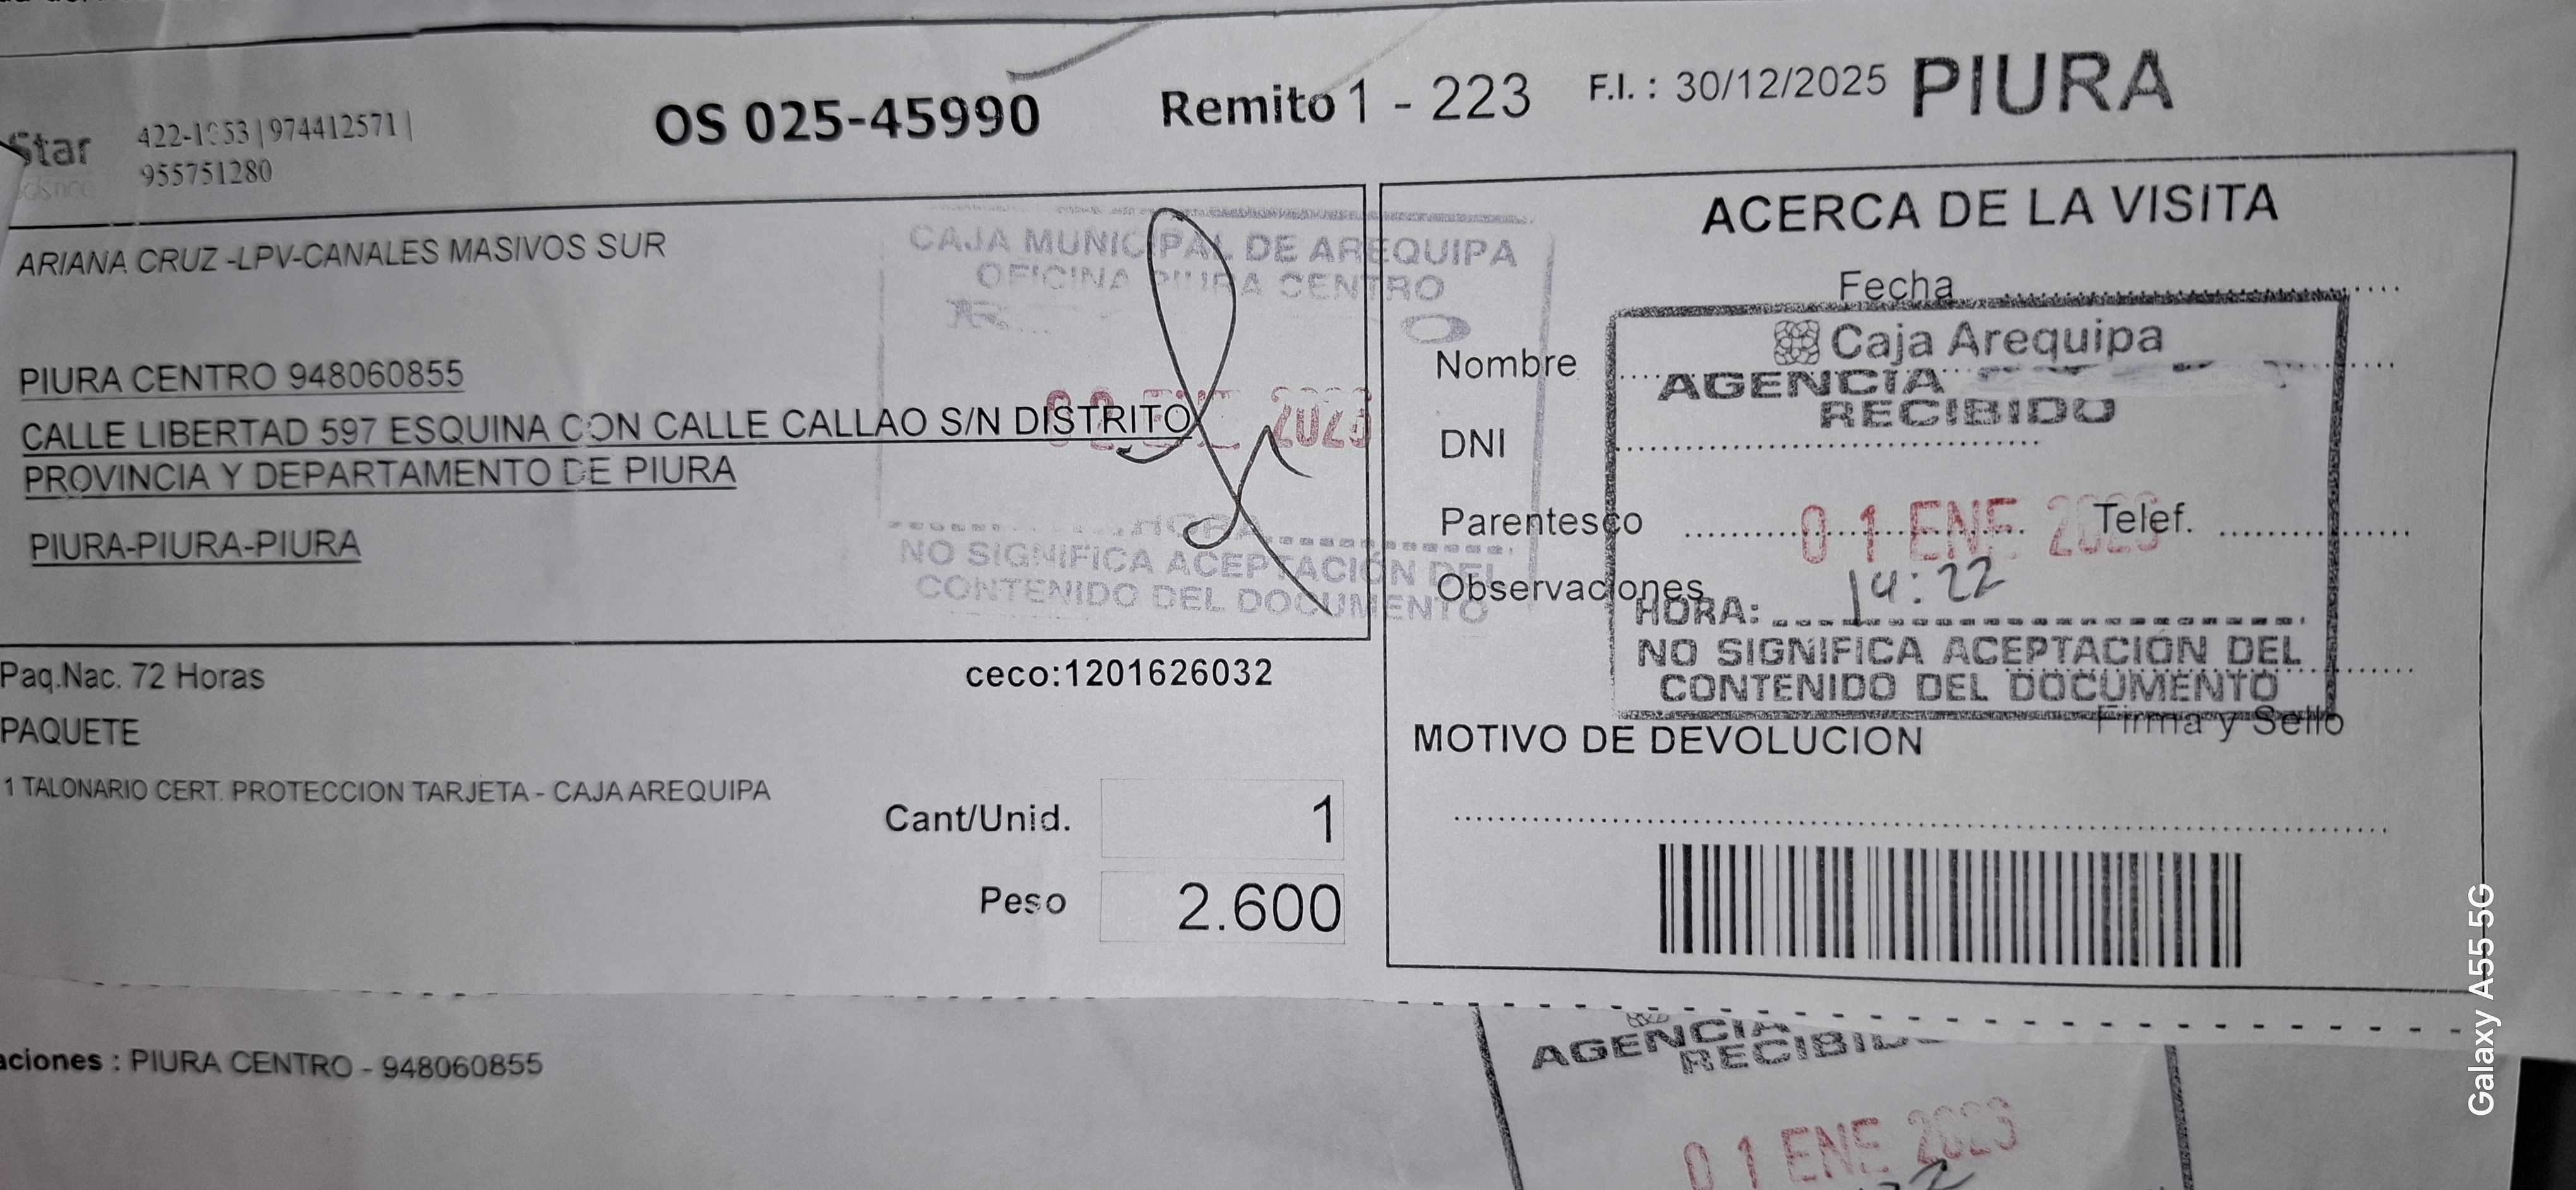 Star
422-1953 | 974412571 |
955751280
OS 025-45990
Remito 1 - 223
F.I. : 30/12/2025
PIURA
ARIANA CRUZ -LPV-CANALES MASIVOS SUR
PIURA CENTRO 948060855
CALLE LIBERTAD 597 ESQUINA CON CALLE CALLAO S/N DISTRITO
PROVINCIA Y DEPARTAMENTO DE PIURA
PIURA-PIURA-PIURA
CAJA MUNICIPAL DE AREQUIPA
OFICINA PIURA CENTRO
ENE
HORA
NO SIGNIFICA ACEPTACIÓN DEL
CONTENIDO DEL DOCUMENTO
Paq.Nac. 72 Horas
ceco:1201626032
PAQUETE
1 TALONARIO CERT. PROTECCION TARJETA - CAJA AREQUIPA
Cant/Unid. 1
Peso 2.600
ACERCA DE LA VISITA
Fecha
Nombre
DNI
Parentesco
Telef.
Observaciones
Caja Arequipa
AGENCIA
RECIBIDO
01 ENE
14:22
HORA:
NO SIGNIFICA ACEPTACIÓN DEL
CONTENIDO DEL DOCUMENTO
Firma y Sello
MOTIVO DE DEVOLUCION
aciones : PIURA CENTRO - 948060855
AGENCIA
RECIBIDO
01 ENE
Galaxy A55 5G